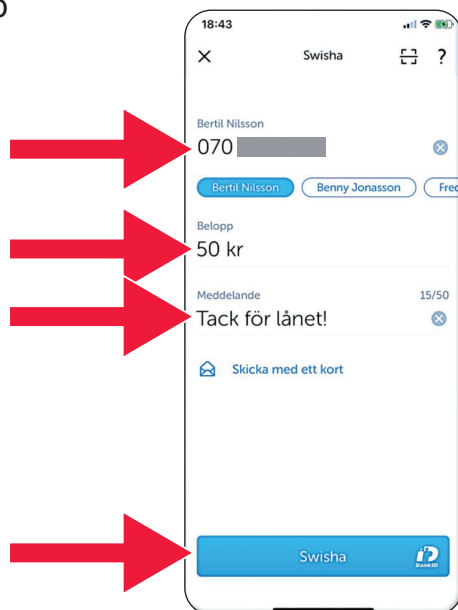 18:43
Swisha
?
Bertil Nilsson
070
Bertil Nilsson Benny Jonasson Fred
Belopp
50 kr
Meddelande 15/50
Tack för lånet!
Skicka med ett kort
Swisha BankID